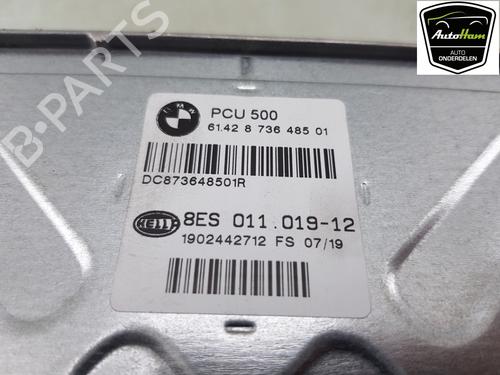 AutoHam
AUTO
ONDERDELEN
B-PARTS
BMW
PCU 500
61.42 8 736 485 01
DC873648501R
HELLA
8ES 011.019-12
1902442712 FS 07/19